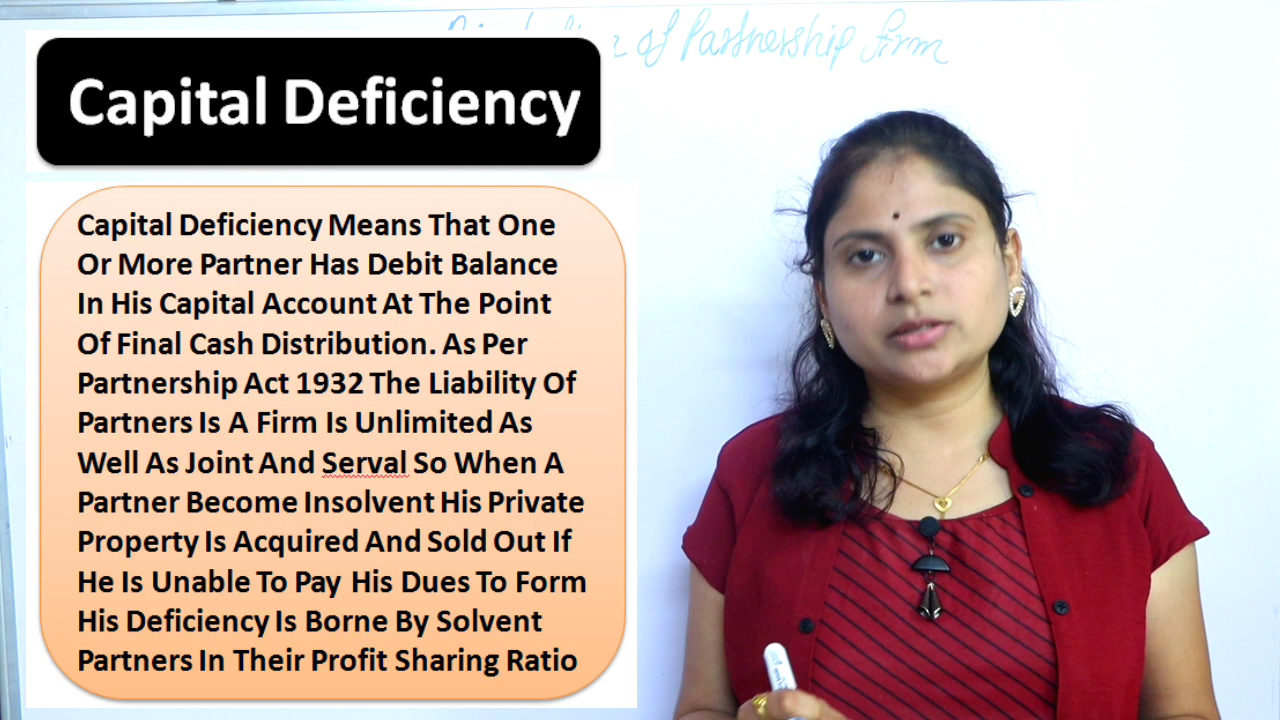 of Partnership firm
Capital Deficiency
Capital Deficiency Means That One
Or More Partner Has Debit Balance
In His Capital Account At The Point
Of Final Cash Distribution. As Per
Partnership Act 1932 The Liability Of
Partners Is A Firm Is Unlimited As
Well As Joint And Serval So When A
Partner Become Insolvent His Private
Property Is Acquired And Sold Out If
He Is Unable To Pay His Dues To Form
His Deficiency Is Borne By Solvent
Partners In Their Profit Sharing Ratio